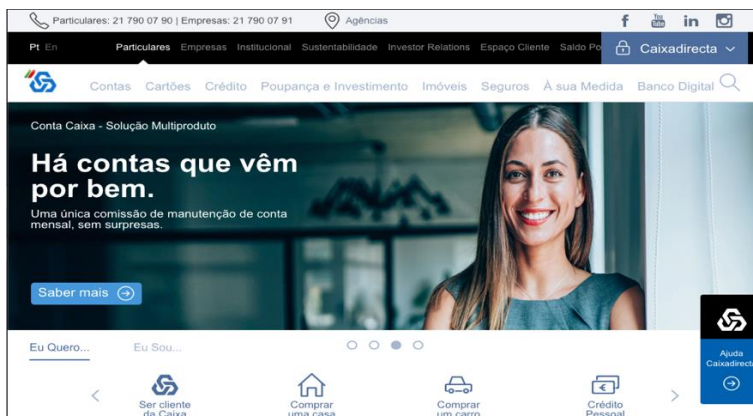 Particulares: 21 790 07 90 | Empresas: 21 790 07 91 Agências
Pt En Particulares Empresas Institucional Sustentabilidade Investor Relations Espaço Cliente Saldo Po Caixadirecta
Contas Cartões Crédito Poupança e Investimento Imóveis Seguros À sua Medida Banco Digital
Conta Caixa - Solução Multiproduto
Há contas que vêm
por bem.
Uma única comissão de manutenção de conta
mensal, sem surpresas.
Saber mais
Eu Quero... Eu Sou...
Ajuda
Caixadirecta
Ser cliente
da Caixa
Comprar
uma casa
Comprar
um carro
Crédito
Pessoal